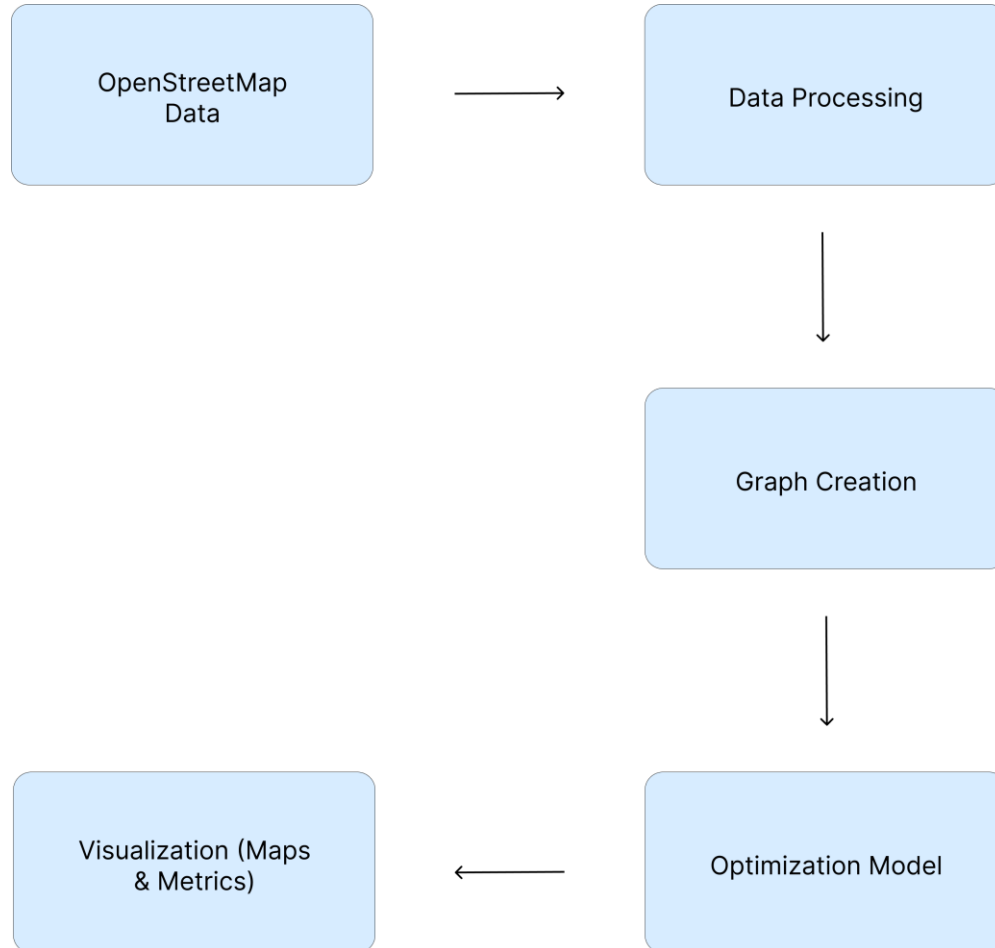 OpenStreetMap
Data
Data Processing
Graph Creation
Visualization (Maps
& Metrics)
Optimization Model